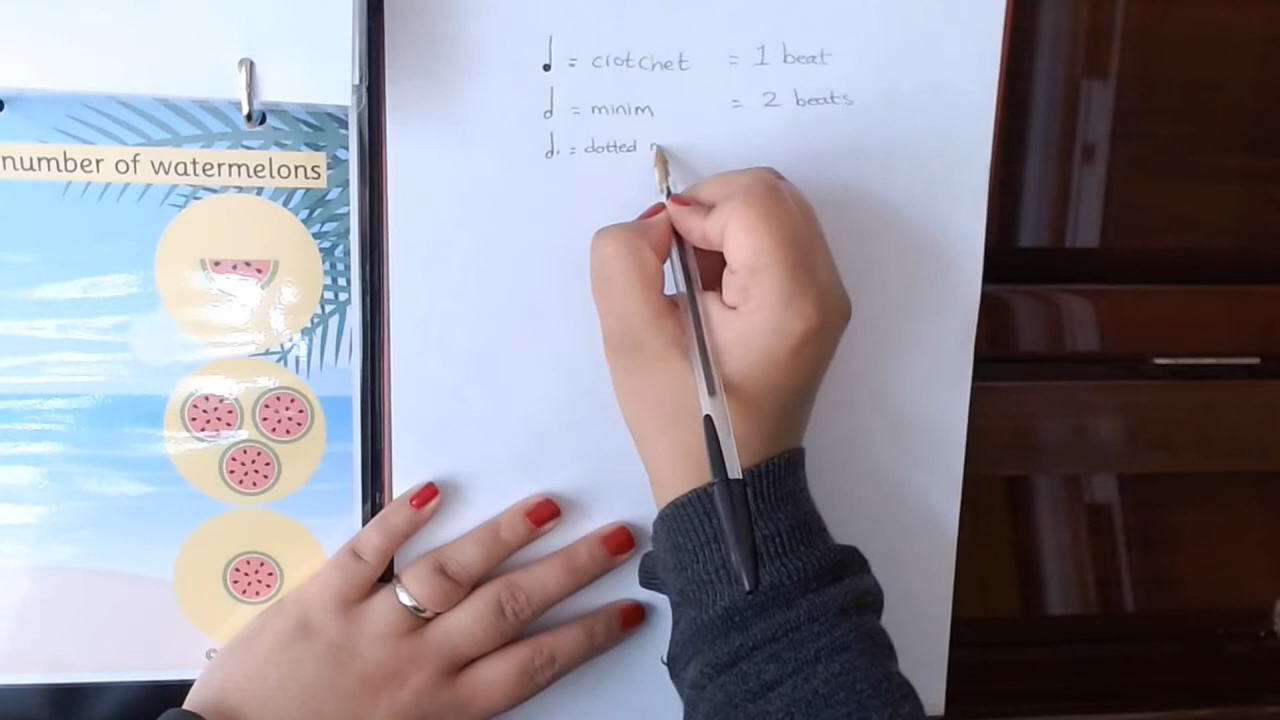 number of watermelons
♩ = crotchet = 1 beat
𝅗𝅥 = minim = 2 beats
𝅗𝅥. = dotted
©